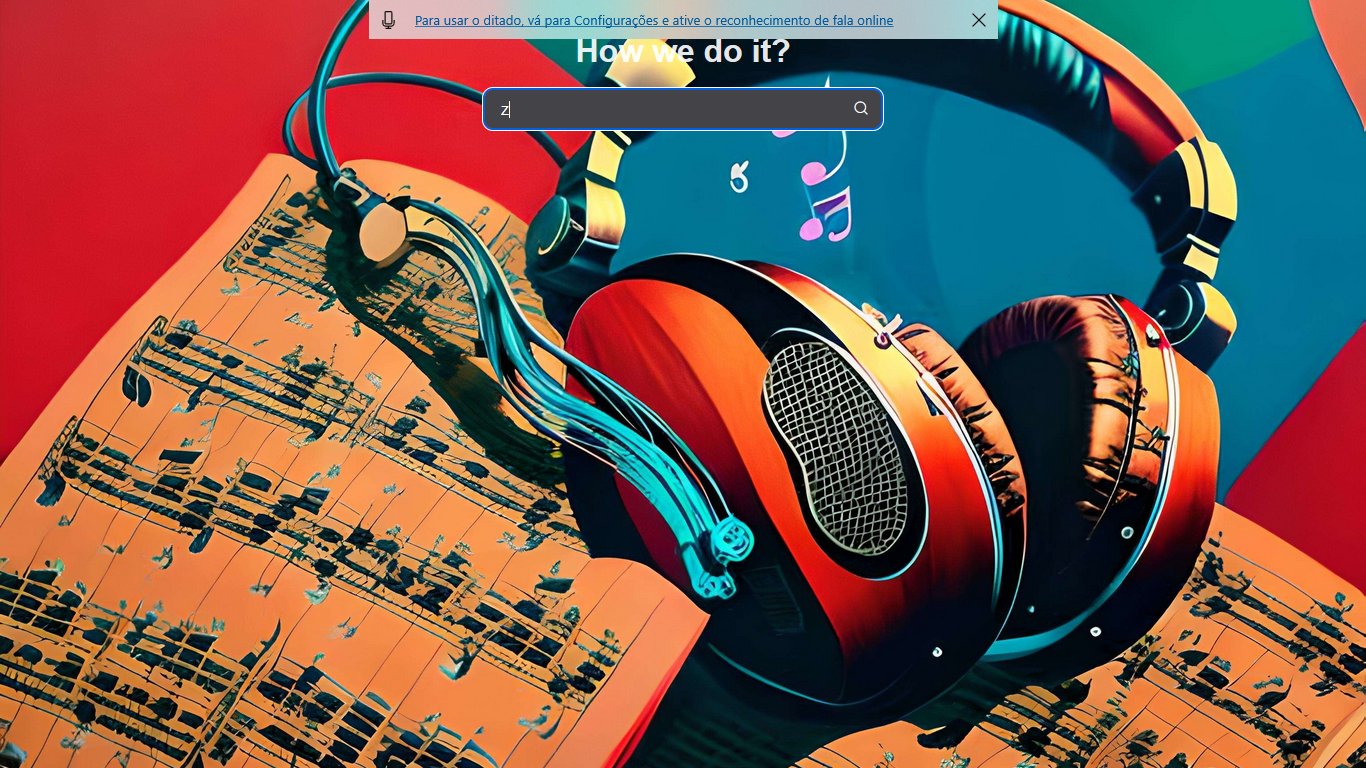 Para usar o ditado, vá para Configurações e ative o reconhecimento de fala online
How we do it?
z